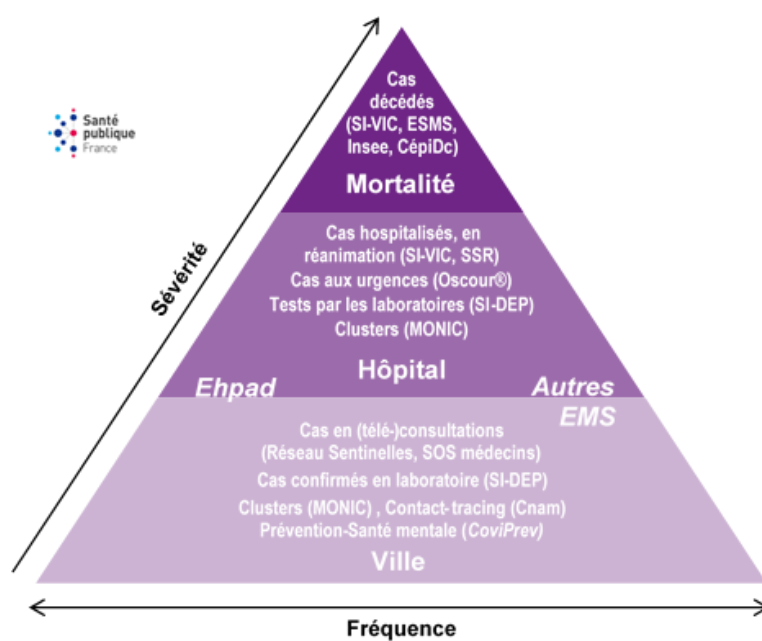 Santé
publique
France
Sévérité
Cas
décédés
(SI-VIC, ESMS,
Insee, CépiDc)
Mortalité
Cas hospitalisés, en
réanimation (SI-VIC, SSR)
Cas aux urgences (Oscour®)
Tests par les laboratoires (SI-DEP)
Clusters (MONIC)
Hôpital
Ehpad
Autres
EMS
Cas en (télé-)consultations
(Réseau Sentinelles, SOS médecins)
Cas confirmés en laboratoire (SI-DEP)
Clusters (MONIC) , Contact-tracing (Cnam)
Prévention-Santé mentale (CoviPrev)
Ville
Fréquence